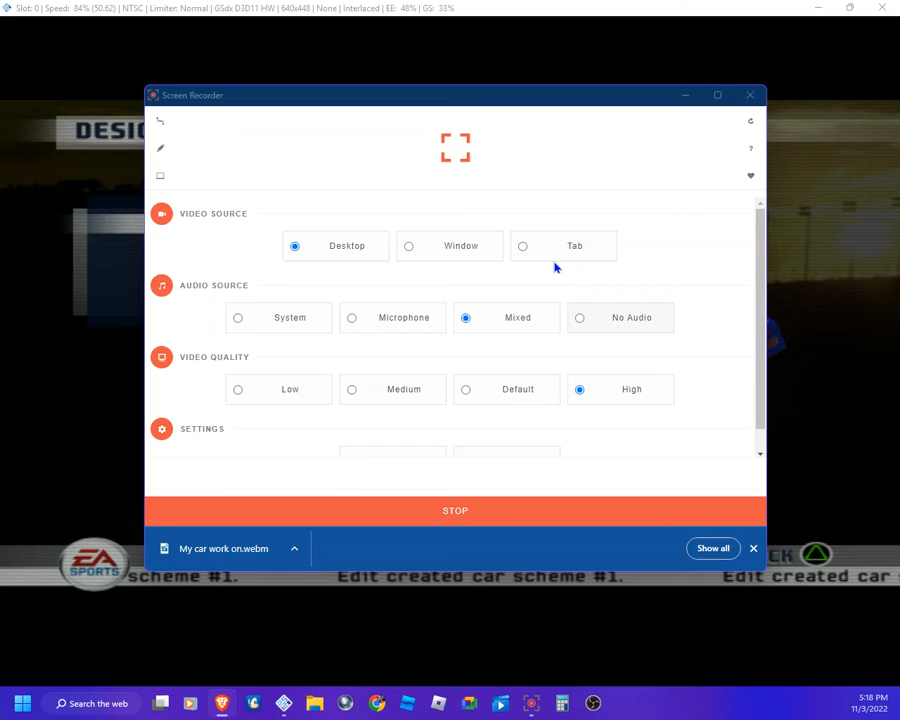 Slot: 0 | Speed: 84% (50.62) | NTSC | Limiter: Normal | GSdx D3D11 HW | 640x448 | None | Interlaced | EE: 48% | GS: 33%
DESIG
Screen Recorder
?
VIDEO SOURCE
Desktop Window Tab
AUDIO SOURCE
System Microphone Mixed No Audio
VIDEO QUALITY
Low Medium Default High
SETTINGS
STOP
My car work on.webm Show all
CK
EA SPORTS
scheme #1. Edit created car scheme #1. Edit created car s
Search the web
5:18 PM
11/3/2022